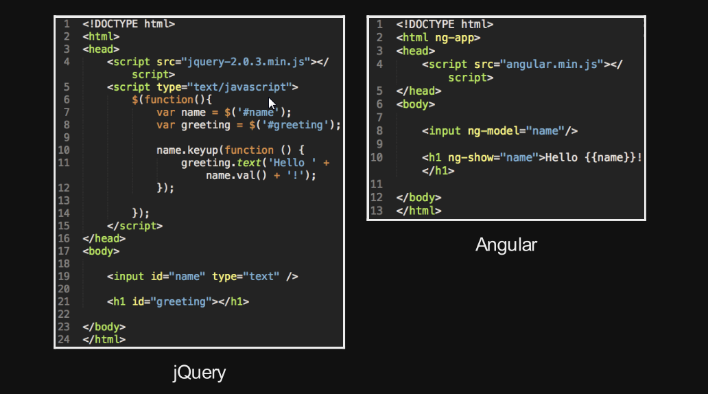 1 <!DOCTYPE html>
2 <html>
3 <head>
4 <script src="jquery-2.0.3.min.js"></
script>
5 <script type="text/javascript">
6 $(function(){
7 var name = $('#name');
8 var greeting = $('#greeting');
9
10 name.keyup(function () {
11 greeting.text('Hello ' +
name.val() + '!');
12 });
13
14 });
15 </script>
16 </head>
17 <body>
18
19 <input id="name" type="text" />
20
21 <h1 id="greeting"></h1>
22
23 </body>
24 </html>
jQuery
1 <!DOCTYPE html>
2 <html ng-app>
3 <head>
4 <script src="angular.min.js"></
script>
5 </head>
6 <body>
7
8 <input ng-model="name"/>
9
10 <h1 ng-show="name">Hello {{name}}!
</h1>
11
12 </body>
13 </html>
Angular